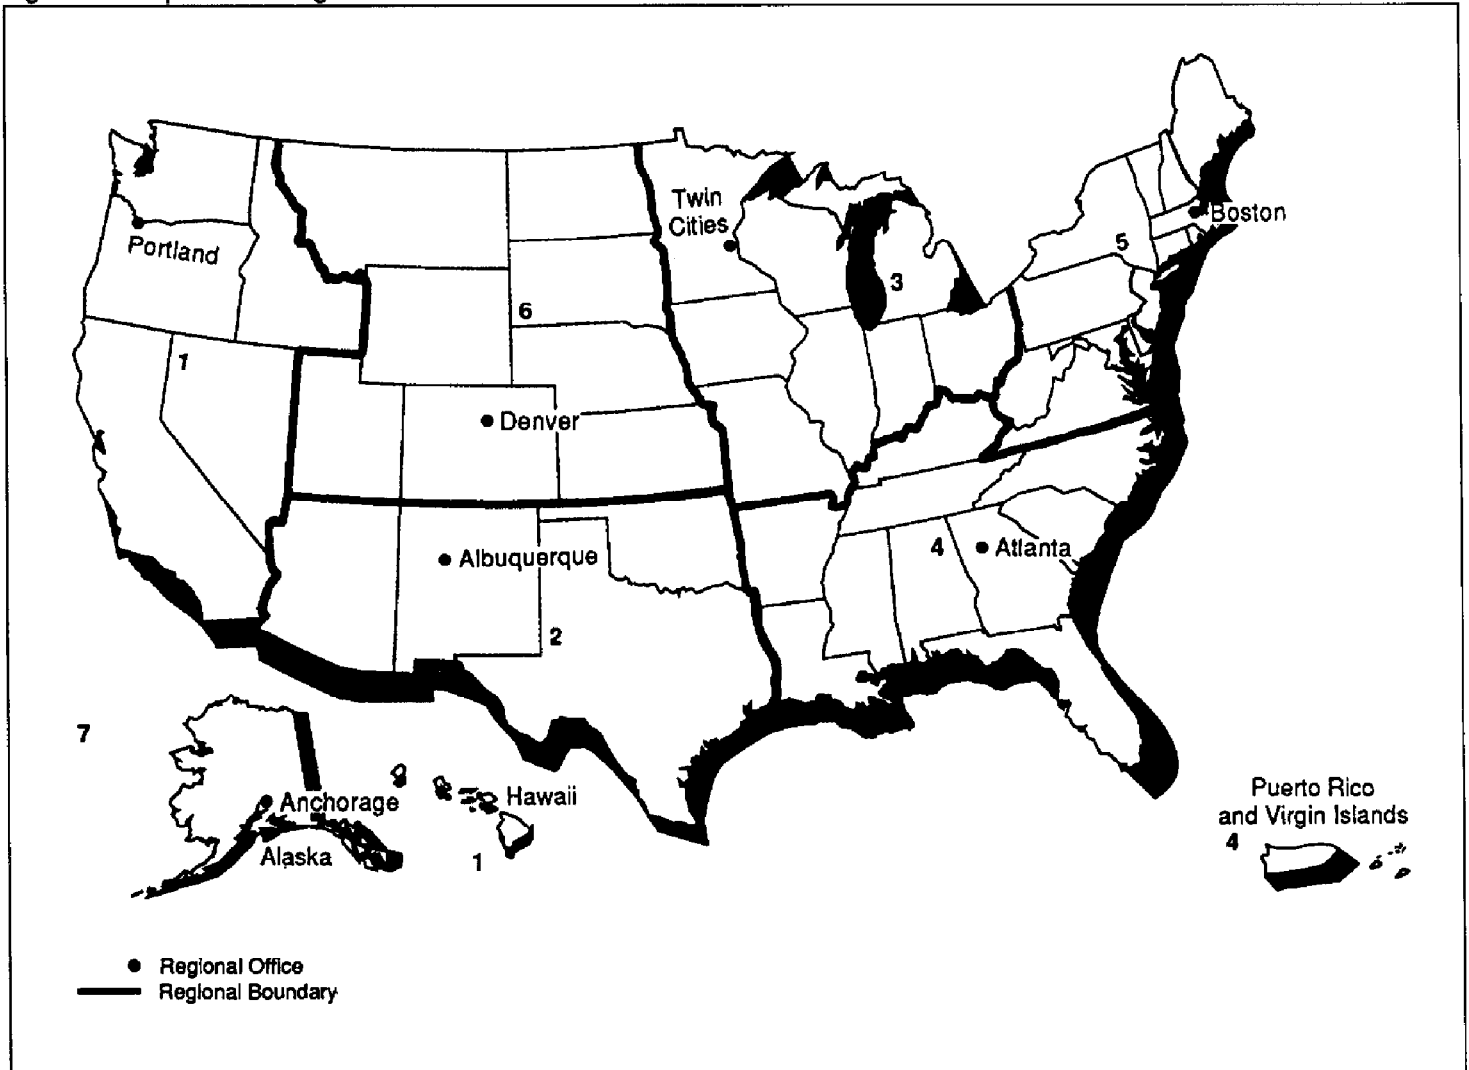 Twin
Cities
Boston
Portland
5
3
6
1
Denver
4
Atlanta
Albuquerque
2
7
Hawaii
Anchorage
Puerto Rico
and Virgin Islands
4
Alaska
1
Regional Office
Regional Boundary